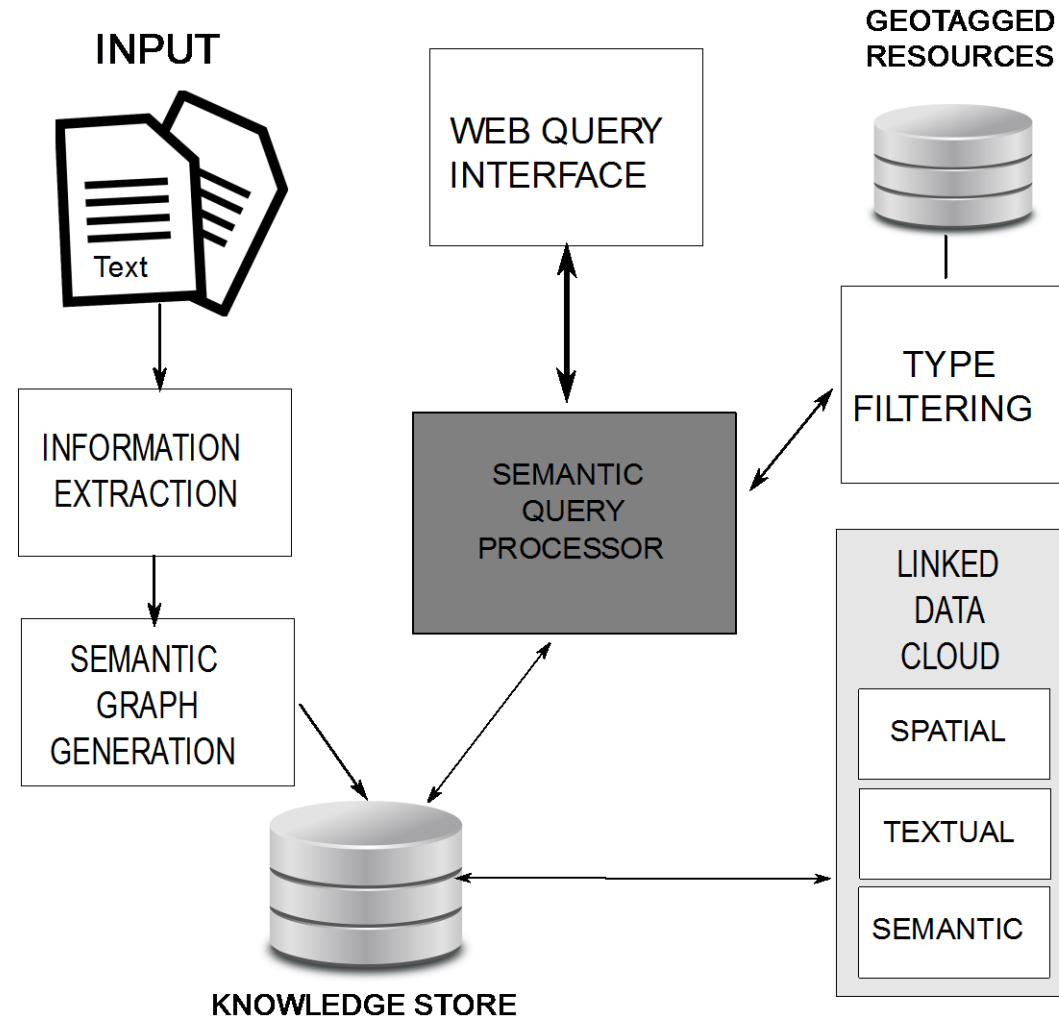 INPUT
Text
INFORMATION
EXTRACTION
SEMANTIC
GRAPH
GENERATION
KNOWLEDGE STORE
WEB QUERY
INTERFACE
SEMANTIC
QUERY
PROCESSOR
GEOTAGGED
RESOURCES
TYPE
FILTERING
LINKED
DATA
CLOUD
SPATIAL
TEXTUAL
SEMANTIC